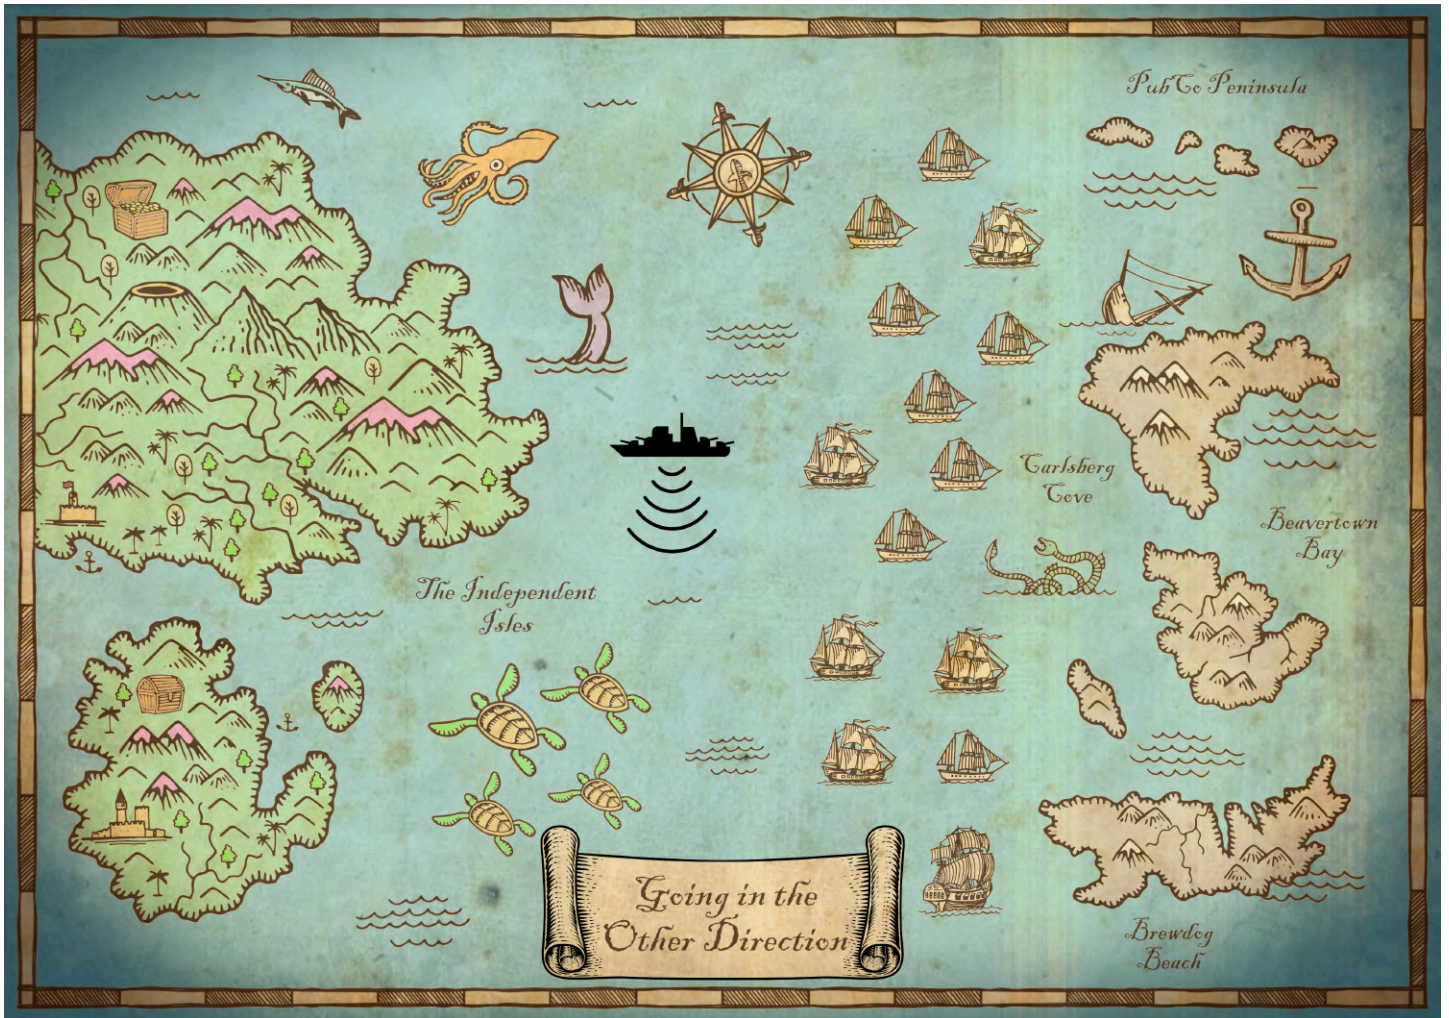 PubCo Peninsula
Carlsberg
Cove
Beavertown
Bay
The Independent
Isles
Going in the
Other Direction
Brewdog
Beach